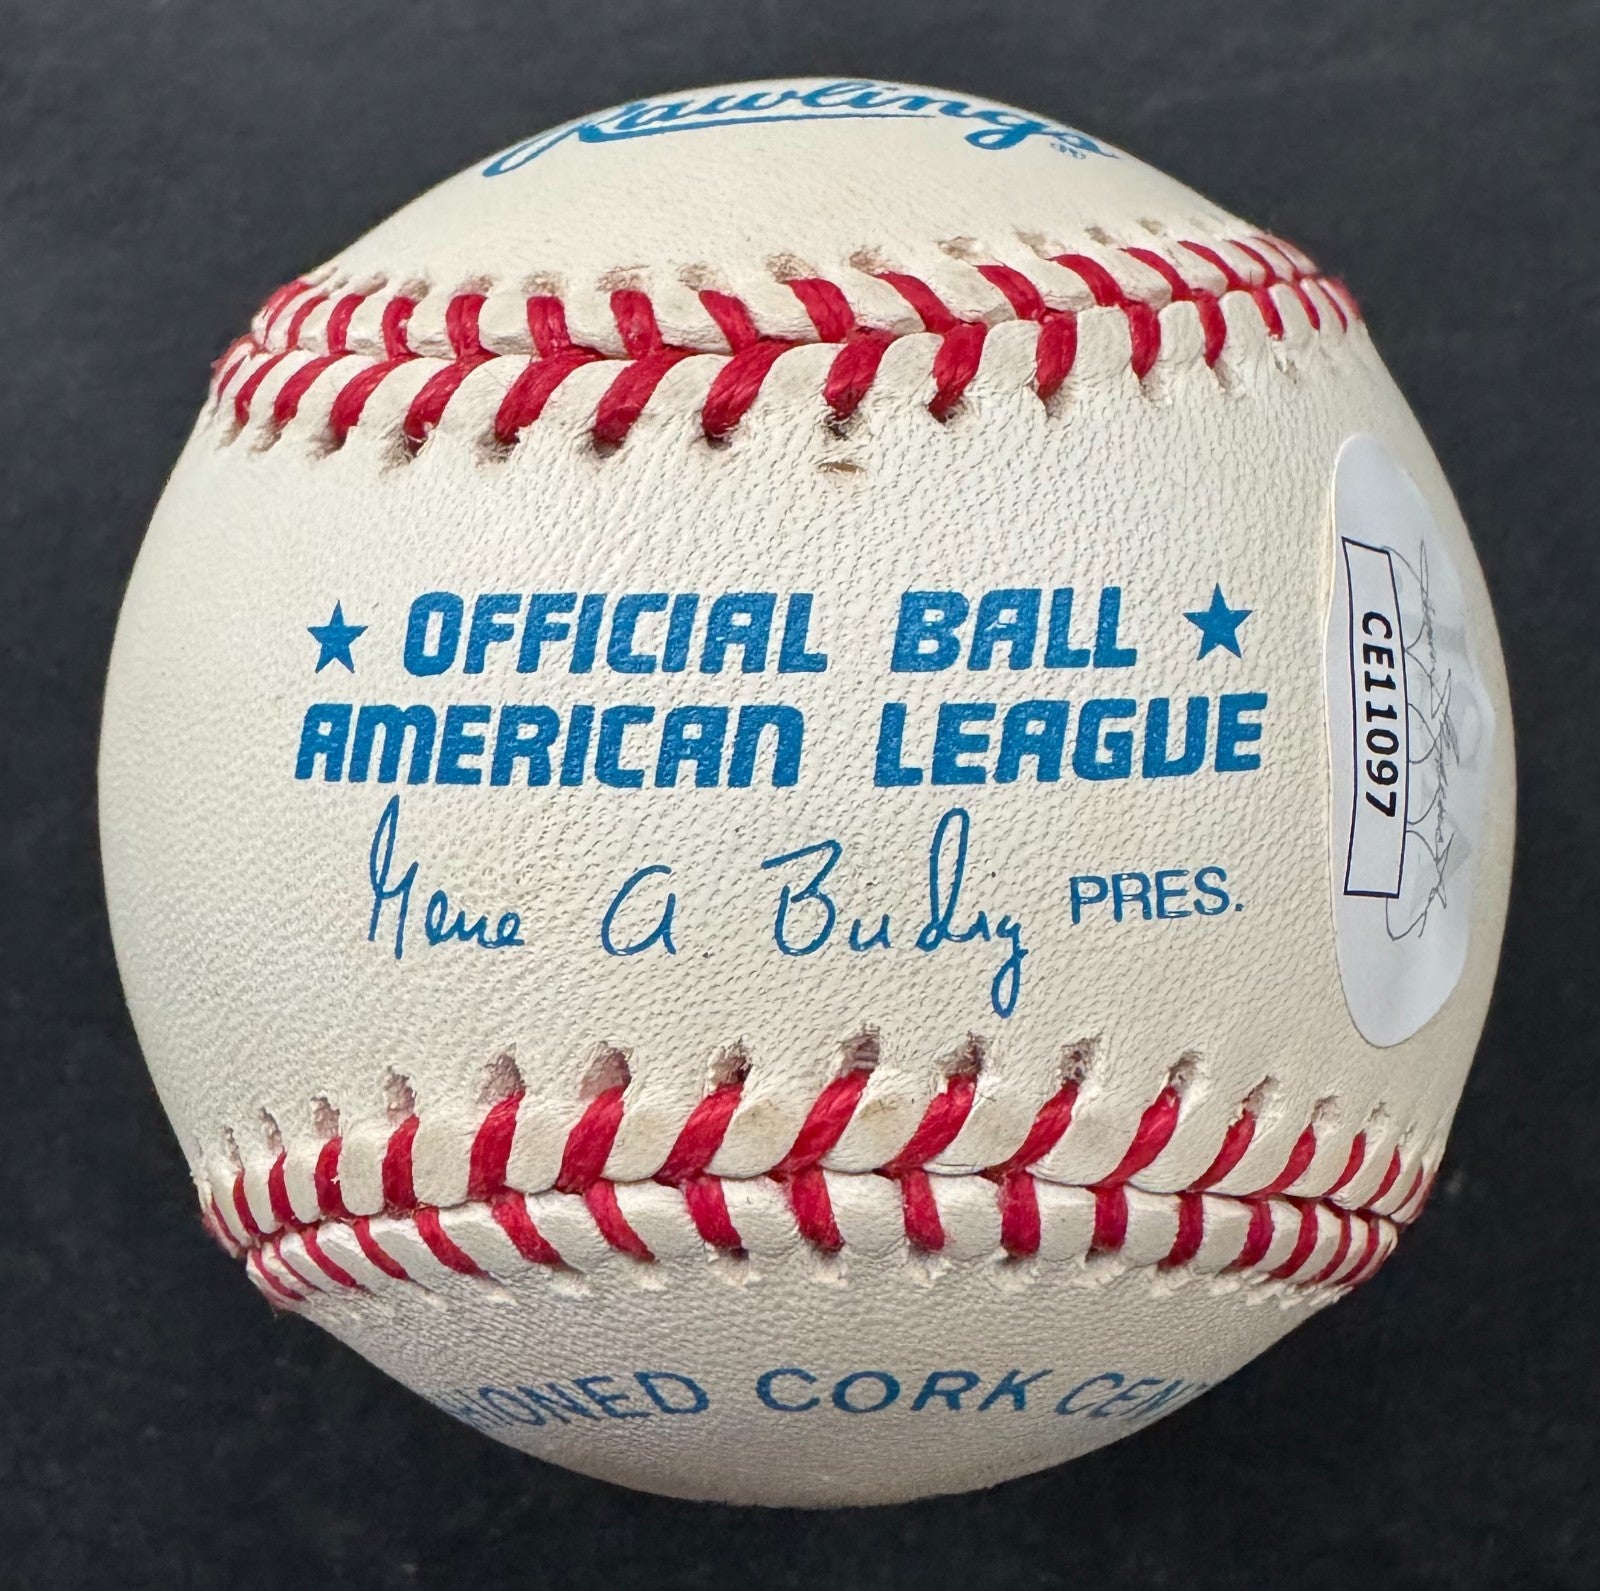 Rawlings
★ OFFICIAL BALL ★
AMERICAN LEAGUE
Gene A. Budig PRES.
CE11097
CORK